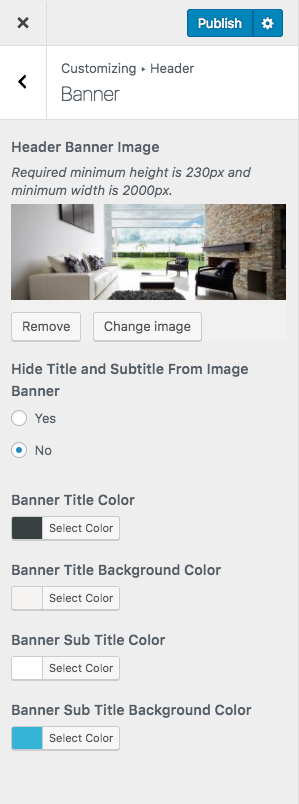 Publish
Customizing ▸ Header
Banner
Header Banner Image
Required minimum height is 230px and
minimum width is 2000px.
Remove
Change image
Hide Title and Subtitle From Image
Banner
Yes
No
Banner Title Color
Select Color
Banner Title Background Color
Select Color
Banner Sub Title Color
Select Color
Banner Sub Title Background Color
Select Color